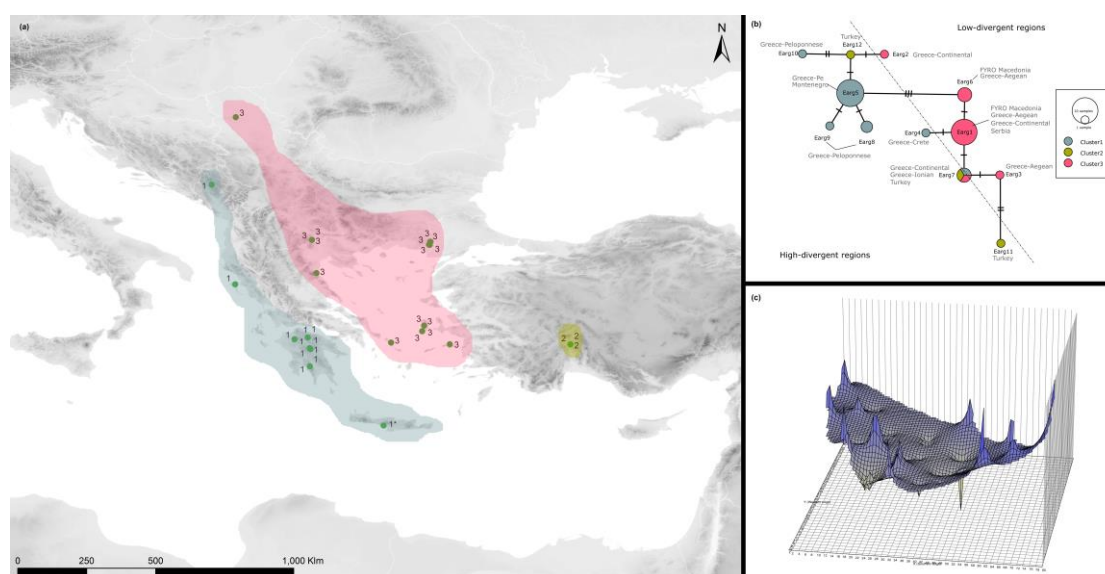 (a)
N
3
1
3
3
3
3
3
3
3
3
3
1
3
3
3
3
3
1
1
1
1
1
1
1
2
2
2
1*
0
250
500
1,000 Klm
(b)
Low-divergent regions
Turkey
Greece-Peloponnese
Earg12
Earg2
Greece-Continental
Earg10
FYRO Macedonia
Greece-Aegean
Earg6
Greece-Pe
Montenegro
Earg5
FYRO Macedonia
Greece-Aegean
Greece-Continental
Serbia
Earg1
Earg4
Greece-Crete
Earg9
Earg8
Greece-Peloponnese
Greece-Continental
Greece-Ionian
Turkey
Earg7
Greece-Aegean
Earg3
Earg11
Turkey
Cluster1
Cluster2
Cluster3
High-divergent regions
(c)